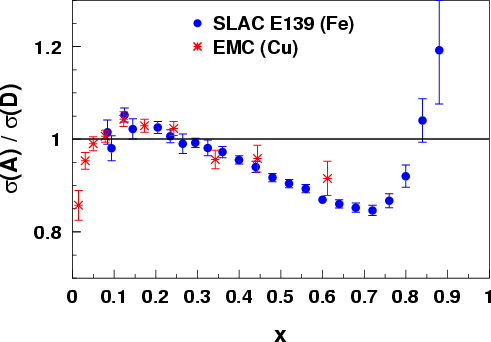 SLAC E139 (Fe)
EMC (Cu)
1.2
1
0.8
σ(A) / σ(D)
0 0.1 0.2 0.3 0.4 0.5 0.6 0.7 0.8 0.9 1
x